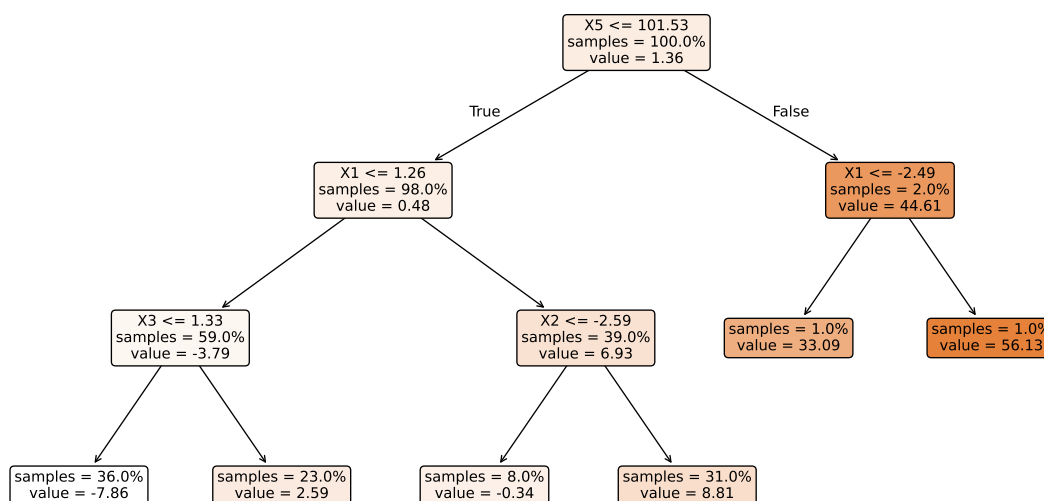 X5 <= 101.53
samples = 100.0%
value = 1.36
True
False
X1 <= 1.26
samples = 98.0%
value = 0.48
X1 <= -2.49
samples = 2.0%
value = 44.61
X3 <= 1.33
samples = 59.0%
value = -3.79
X2 <= -2.59
samples = 39.0%
value = 6.93
samples = 1.0%
value = 33.09
samples = 1.0%
value = 56.13
samples = 36.0%
value = -7.86
samples = 23.0%
value = 2.59
samples = 8.0%
value = -0.34
samples = 31.0%
value = 8.81